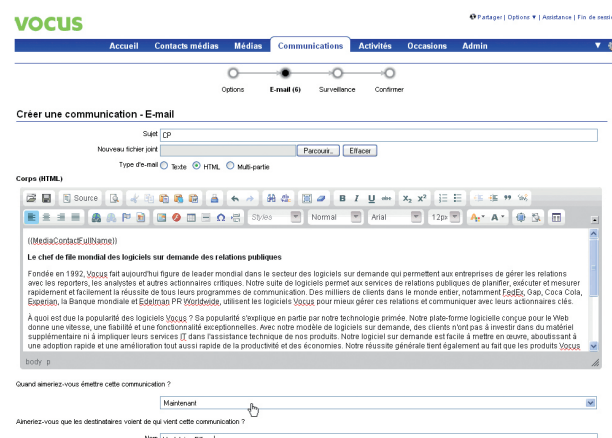 VOCUS
Partager | Options ▼ | Assistance | Fin de sessi
Accueil Contacts médias Médias Communications Activités Occasions Admin
Options E-mail (6) Surveillance Confirmer
Créer une communication - E-mail
Sujet CP
Nouveau fichier joint Parcourir... Effacer
Type d'e-mail Texte HTML Multi-partie
Corps (HTML)
Source
B I U abc X₂ X²
Styles Normal Arial 12px
((MediaContactFullName))
Le chef de file mondial des logiciels sur demande des relations publiques
Fondée en 1992, Vocus fait aujourd'hui figure de leader mondial dans le secteur des logiciels sur demande qui permettent aux entreprises de gérer les relations
avec les reporters, les analystes et autres actionnaires critiques. Notre suite de logiciels permet aux services de relations publiques de planifier, exécuter et mesurer
rapidement et facilement la réussite de tous leurs programmes de communication. Des milliers de clients dans le monde entier, notamment FedEx, Gap, Coca Cola,
Experian, la Banque mondiale et Edelman PR Worldwide, utilisent les logiciels Vocus pour mieux gérer ces relations et communiquer avec leurs actionnaires clés.
À quoi est due la popularité des logiciels Vocus ? Sa popularité s'explique en partie par notre technologie primée. Notre plate-forme logicielle conçue pour le Web
donne une vitesse, une fiabilité et une fonctionnalité exceptionnelles. Avec notre modèle de logiciels sur demande, des clients n'ont pas à investir dans du matériel
supplémentaire ni à impliquer leurs services IT dans l'assistance technique de nos produits. Notre logiciel sur demande est facile à mettre en œuvre, aboutissant à
une adoption rapide et une amélioration tout aussi rapide de la productivité et des économies. Notre réussite générale tient également au fait que les produits Vocus
body p
Quand aimeriez-vous émettre cette communication ?
Maintenant
Aimeriez-vous que les destinataires voient de qui vient cette communication ?
Nom